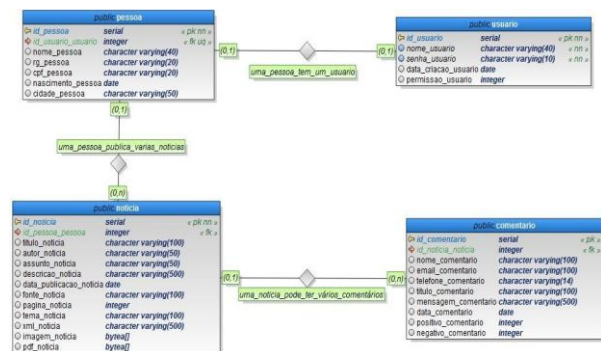 public.pessoa
id_pessoa serial « pk nn »
id_usuario_usuario integer « fk uq »
nome_pessoa character varying(40)
rg_pessoa character varying(20)
cpf_pessoa character varying(20)
nascimento_pessoa date
cidade_pessoa character varying(50)
public.usuario
id_usuario serial « pk nn »
nome_usuario character varying(40) « nn »
senha_usuario character varying(10) « nn »
data_criacao_usuario date
permissao_usuario integer
(0,1)
(0,1)
uma_pessoa_tem_um_usuario
(0,1)
uma_pessoa_publica_varias_noticias
(0,n)
public.noticia
id_noticia serial « pk nn »
id_pessoa_pessoa integer « fk »
titulo_noticia character varying(100)
autor_noticia character varying(50)
assunto_noticia character varying(50)
descricao_noticia character varying(500)
data_publicacao_noticia date
fonte_noticia character varying(100)
pagina_noticia integer
tema_noticia character varying(100)
xml_noticia character varying(500)
imagem_noticia bytea[]
pdf_noticia bytea[]
(0,1)
(0,n)
uma_noticia_pode_ter_vários_comentários
public.comentario
id_comentario serial « pk »
id_noticia_noticia integer « fk »
nome_comentario character varying(100)
email_comentario character varying(100)
telefone_comentario character varying(14)
titulo_comentario character varying(100)
mensagem_comentario character varying(500)
data_comentario date
positivo_comentario integer
negativo_comentario integer